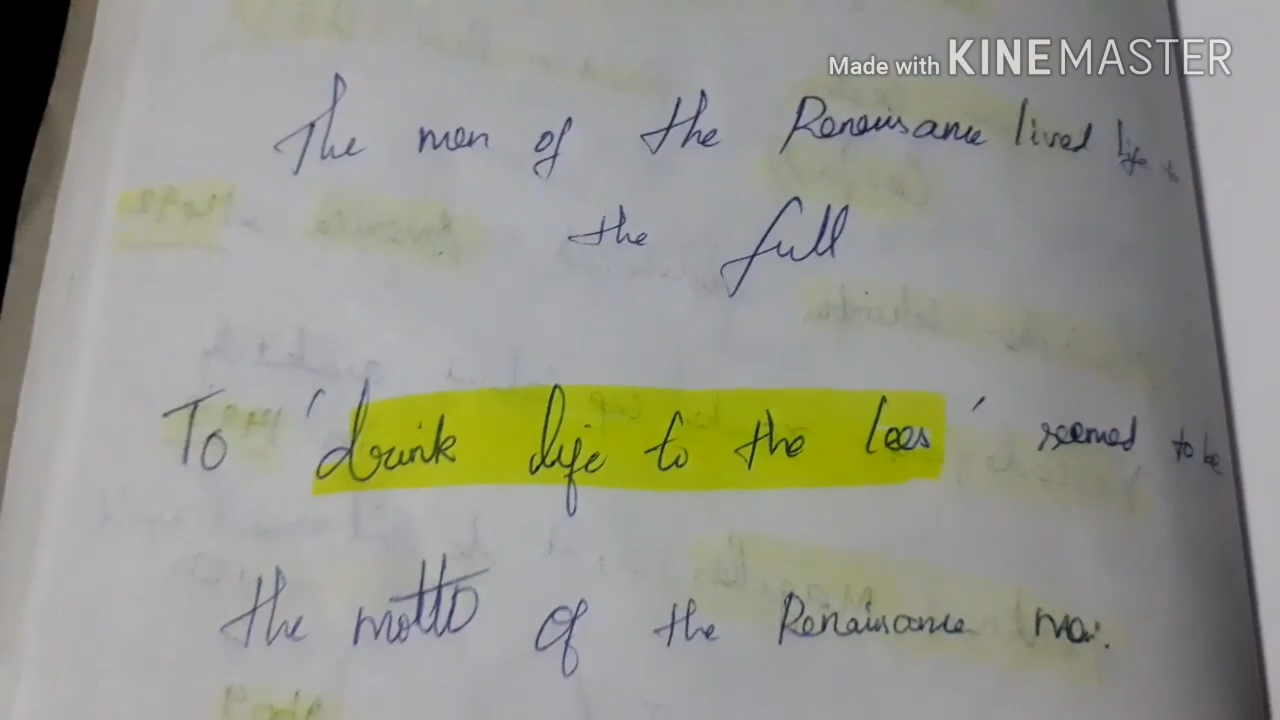 Made with KINEMASTER
The men of the Renaissance lived life to
the full
To 'drink life to the lees' seemed to be
the motto of the Renaissance man.